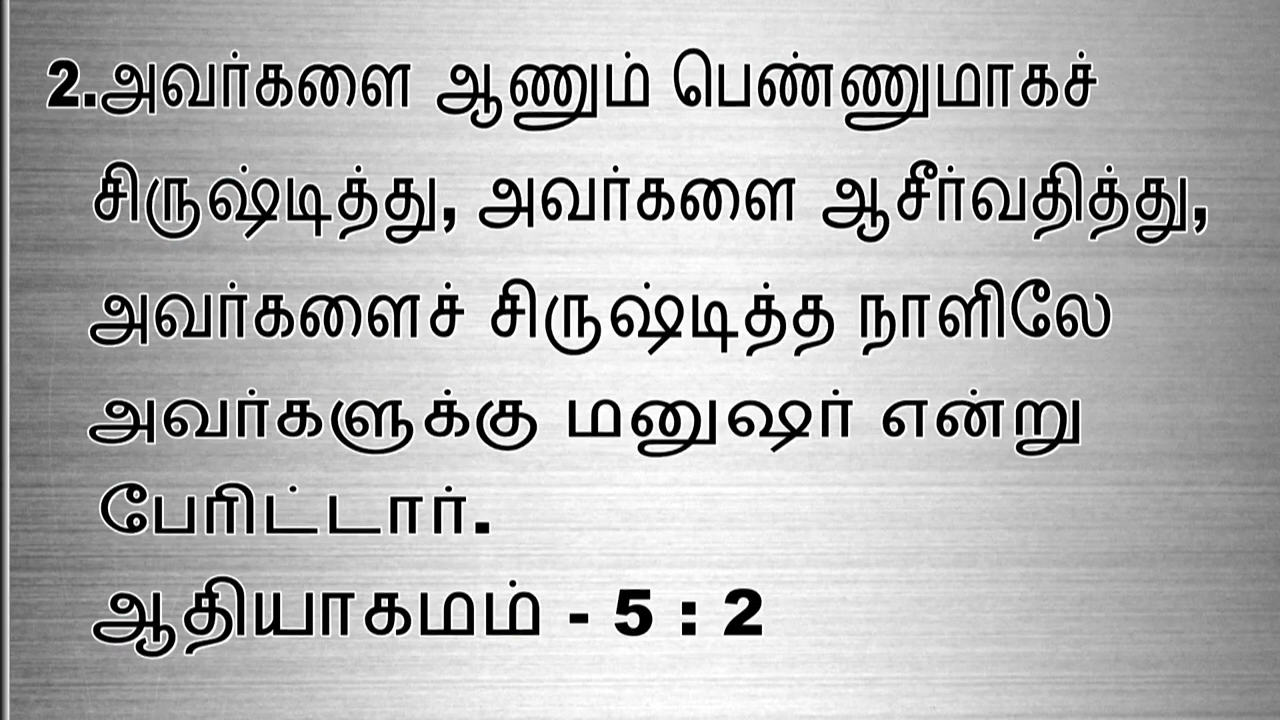 2.அவர்களை ஆணும் பெண்ணுமாகச்
சிருஷ்டித்து, அவர்களை ஆசீர்வதித்து,
அவர்களைச் சிருஷ்டித்த நாளிலே
அவர்களுக்கு மனுஷர் என்று
பேரிட்டார்.
ஆதியாகமம் - 5 : 2